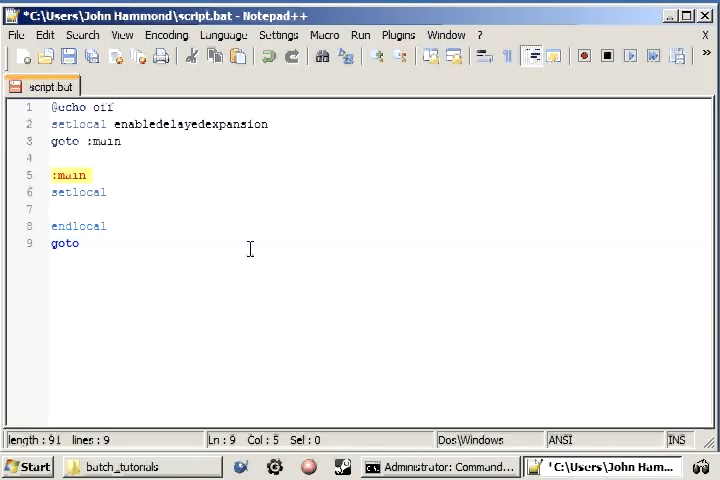 *C:\Users\John Hammond\script.bat - Notepad++
File Edit Search View Encoding Language Settings Macro Run Plugins Window ? X
script.bat
1 @echo off
2 setlocal enabledelayedexpansion
3 goto :main
4
5 :main
6 setlocal
7
8 endlocal
9 goto
length : 91 lines : 9 Ln : 9 Col : 5 Sel : 0 Dos\Windows ANSI INS
Start batch_tutorials Administrator: Command... *C:\Users\John Ham...